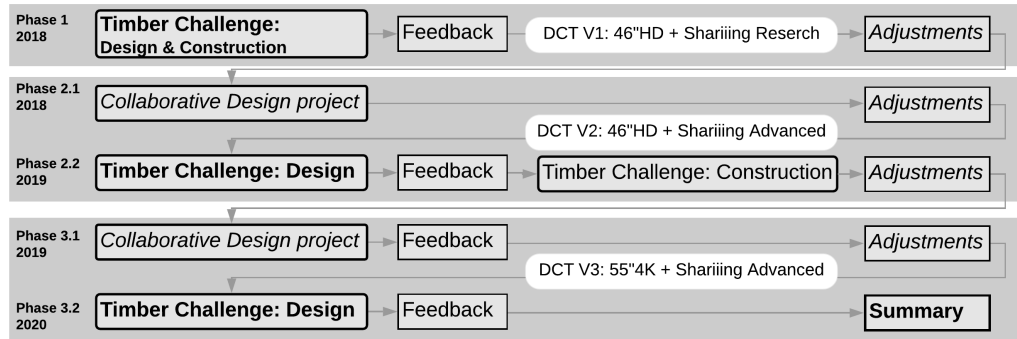 Phase 1
2018
Timber Challenge:
Design & Construction
Feedback
DCT V1: 46"HD + Shariiing Reserch
Adjustments
Phase 2.1
2018
Collaborative Design project
Adjustments
DCT V2: 46"HD + Shariiing Advanced
Phase 2.2
2019
Timber Challenge: Design
Feedback
Timber Challenge: Construction
Adjustments
Phase 3.1
2019
Collaborative Design project
Feedback
Adjustments
DCT V3: 55"4K + Shariiing Advanced
Phase 3.2
2020
Timber Challenge: Design
Feedback
Summary